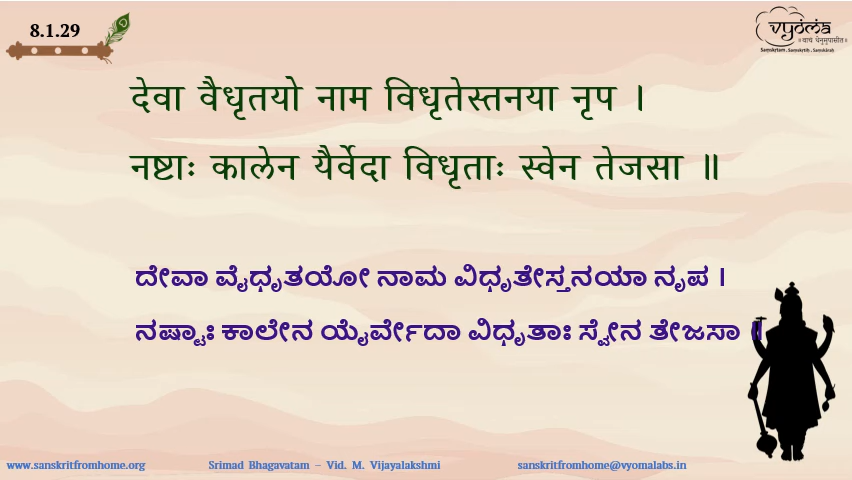 8.1.29
vyoma
॥ वाचं धेनुमुपासीत॥
Samskritam . Samskriti . Samskarah
देवा वैधृतयो नाम विधृतेस्तनया नृप ।
नष्टाः कालेन यैर्वेदा विधृताः स्वेन तेजसा ॥
ದೇವಾ ವೈಧೃತಯೋ ನಾಮ ವಿಧೃತೇಸ್ತನಯಾ ನೃಪ ।
ನಷ್ಟಾಃ ಕಾಲೇನ ಯೈರ್ವೇದಾ ವಿಧೃತಾಃ ಸ್ವೇನ ತೇಜಸಾ ॥
www.sanskritfromhome.org Srimad Bhagavatam – Vid. M. Vijayalakshmi sanskritfromhome@vyomalabs.in